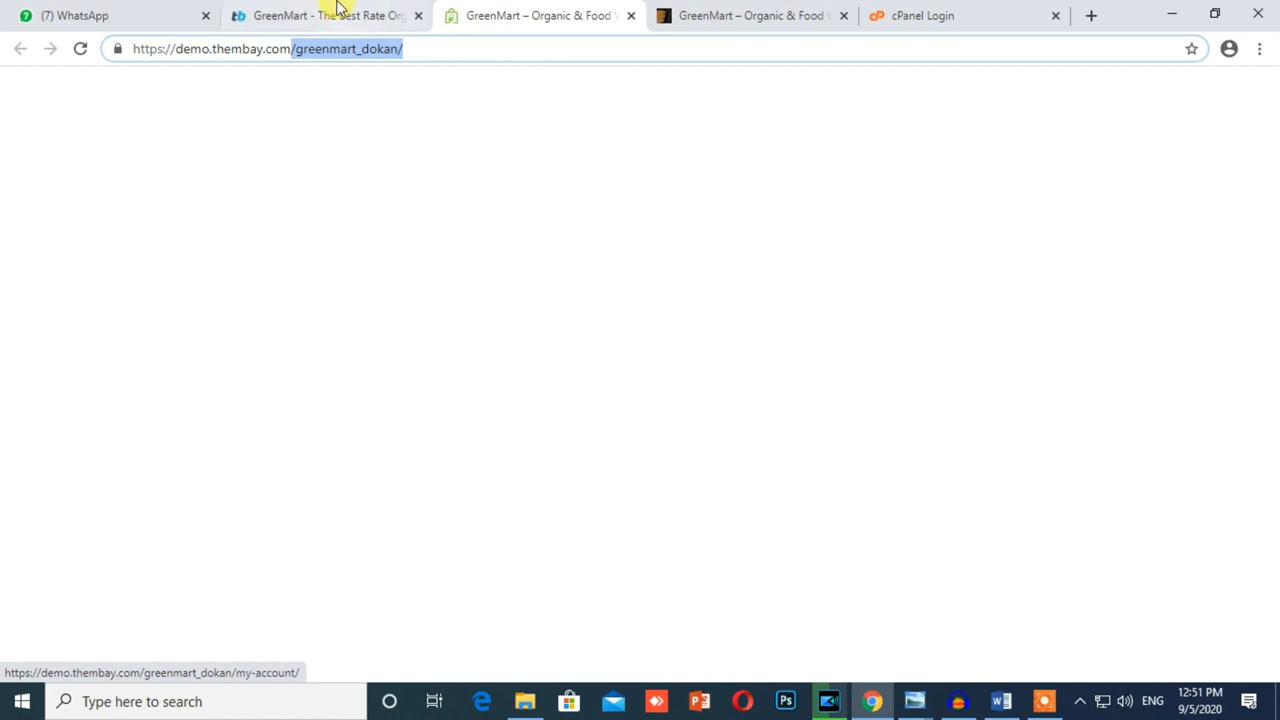 (7) WhatsApp
GreenMart - The Best Rate Org
GreenMart – Organic & Food W
GreenMart – Organic & Food W
cPanel Login
https://demo.thembay.com/greenmart_dokan/
https://demo.thembay.com/greenmart_dokan/my-account/
Type here to search
ENG
12:51 PM
9/5/2020